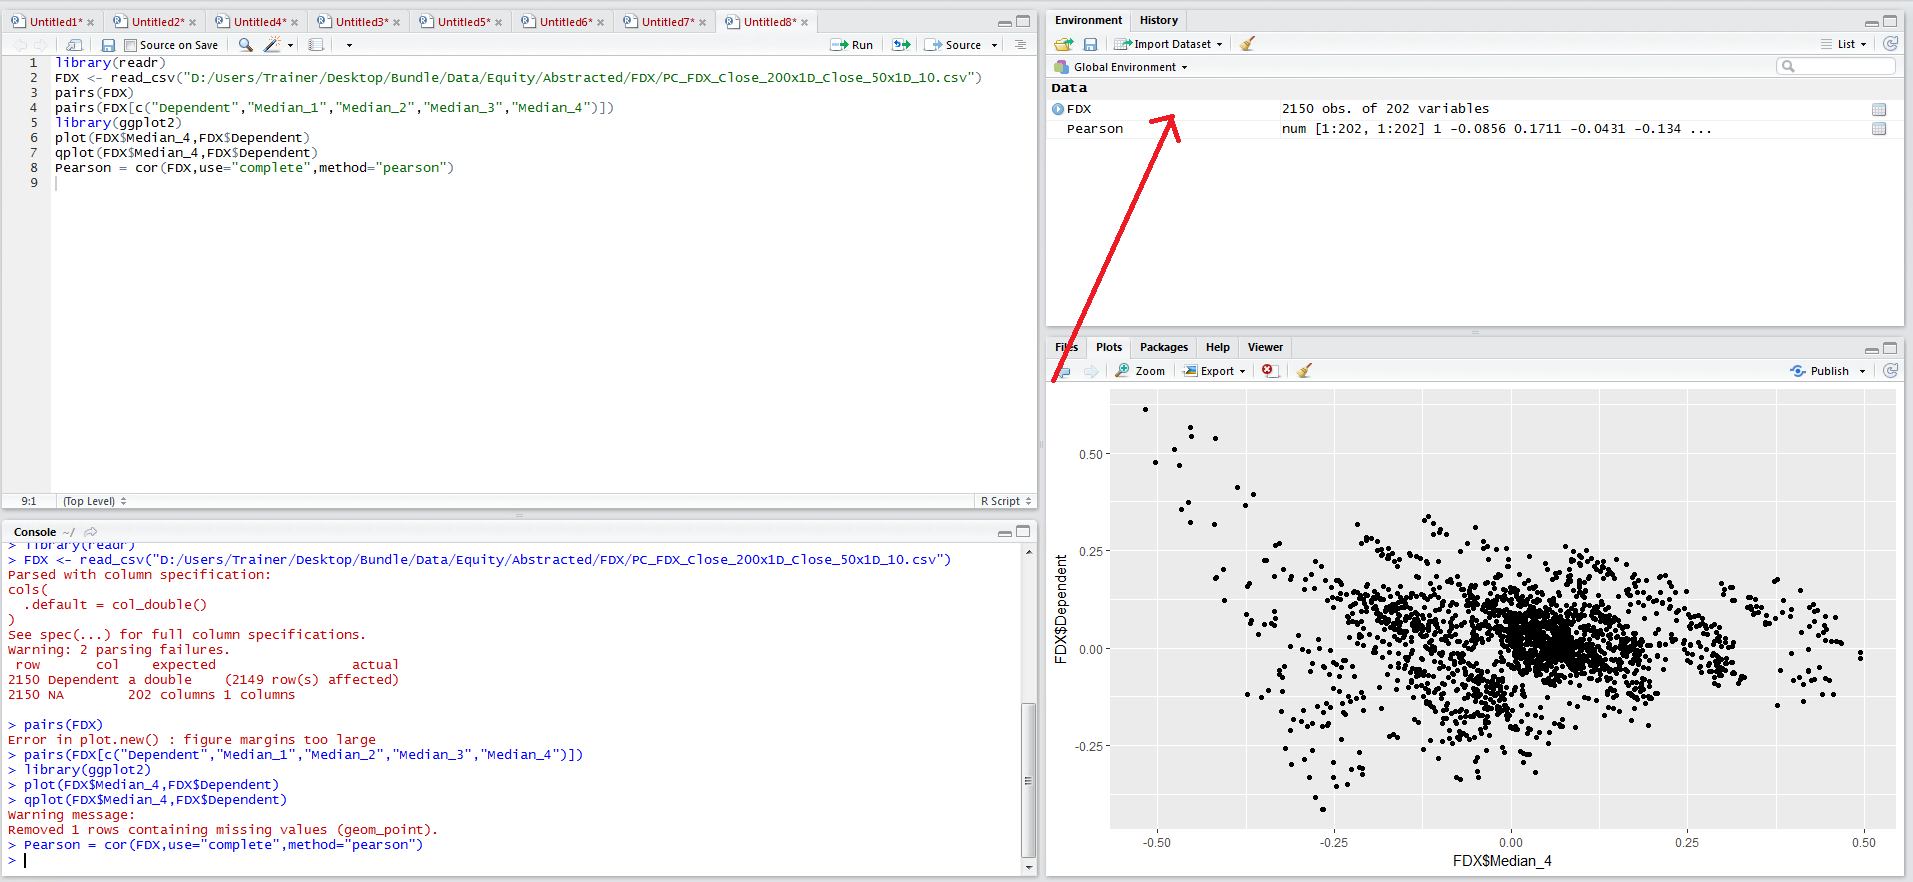 Untitled1* Untitled2* Untitled4* Untitled3* Untitled5* Untitled6* Untitled7* Untitled8*
Source on Save Run Source
1 library(readr)
2 FDX <- read_csv("D:/Users/Trainer/Desktop/Bundle/Data/Equity/Abstracted/FDX/PC_FDX_Close_200x1D_Close_50x1D_10.csv")
3 pairs(FDX)
4 pairs(FDX[c("Dependent","Median_1","Median_2","Median_3","Median_4")])
5 library(ggplot2)
6 plot(FDX$Median_4,FDX$Dependent)
7 qplot(FDX$Median_4,FDX$Dependent)
8 Pearson = cor(FDX,use="complete",method="pearson")
9
9:1 (Top Level) R Script
Console ~/
> library(readr)
> FDX <- read_csv("D:/Users/Trainer/Desktop/Bundle/Data/Equity/Abstracted/FDX/PC_FDX_Close_200x1D_Close_50x1D_10.csv")
Parsed with column specification:
cols(
  .default = col_double()
)
See spec(...) for full column specifications.
Warning: 2 parsing failures.
 row       col    expected                 actual
2150 Dependent a double    (2149 row(s) affected)
2150 NA        202 columns 1 columns
> pairs(FDX)
Error in plot.new() : figure margins too large
> pairs(FDX[c("Dependent","Median_1","Median_2","Median_3","Median_4")])
> library(ggplot2)
> plot(FDX$Median_4,FDX$Dependent)
> qplot(FDX$Median_4,FDX$Dependent)
Warning message:
Removed 1 rows containing missing values (geom_point).
> Pearson = cor(FDX,use="complete",method="pearson")
>
Environment History
Import Dataset List
Global Environment
Data
FDX 2150 obs. of 202 variables
Pearson num [1:202, 1:202] 1 -0.0856 0.1711 -0.0431 -0.134 ...
Files Plots Packages Help Viewer
Zoom Export Publish
FDX$Dependent
0.50
0.25
0.00
-0.25
-0.50 -0.25 0.00 0.25 0.50
FDX$Median_4